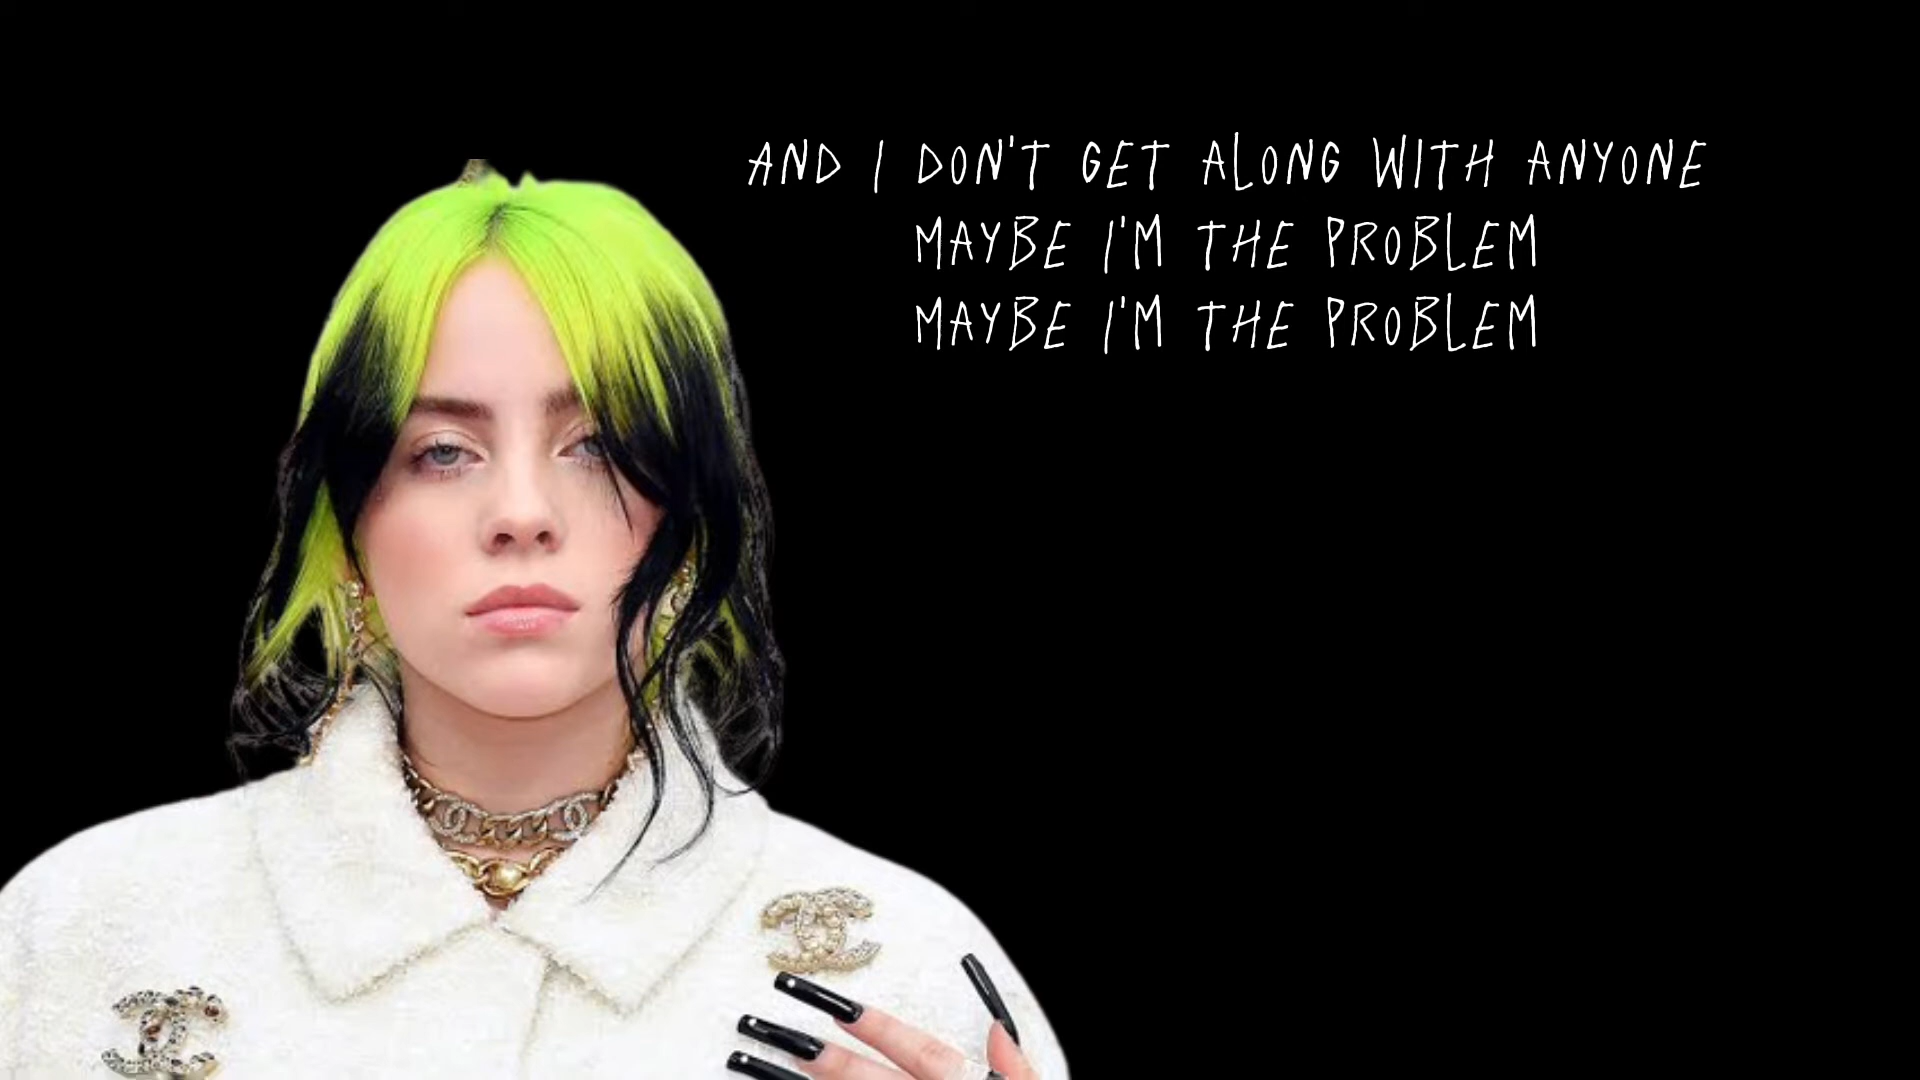 AND I DON'T GET ALONG WITH ANYONE
MAYBE I'M THE PROBLEM
MAYBE I'M THE PROBLEM